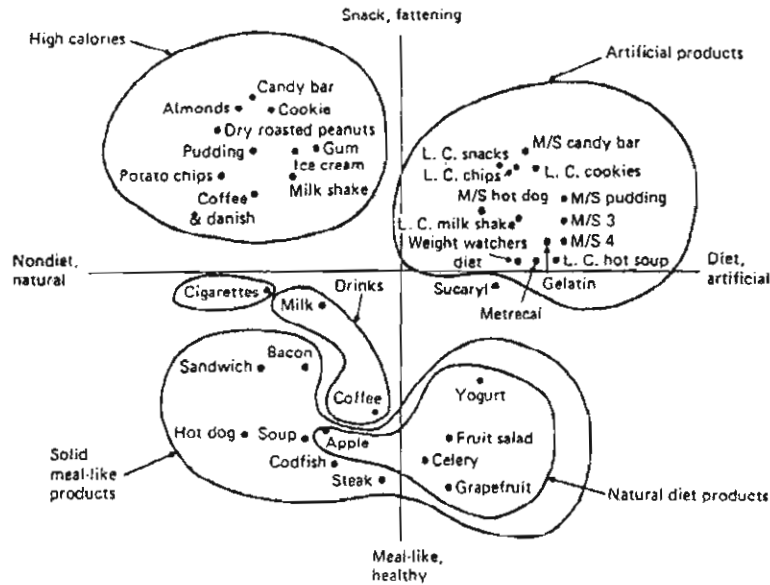 Snack, fattening
High calories
Artificial products
Candy bar
Almonds
Cookie
Dry roasted peanuts
Pudding
Gum
Ice cream
Potato chips
Milk shake
Coffee
& danish
M/S candy bar
L. C. snacks
L. C. chips
L. C. cookies
M/S hot dog
M/S pudding
L. C. milk shake
M/S 3
Weight watchers
diet
M/S 4
L. C. hot soup
Nondiet,
natural
Diet,
artificial
Cigarettes
Drinks
Milk
Sucaryl
Gelatin
Metrecal
Bacon
Sandwich
Coffee
Yogurt
Hot dog
Soup
Apple
Fruit salad
Codfish
Celery
Solid
meal-like
products
Steak
Grapefruit
Natural diet products
Meal-like,
healthy